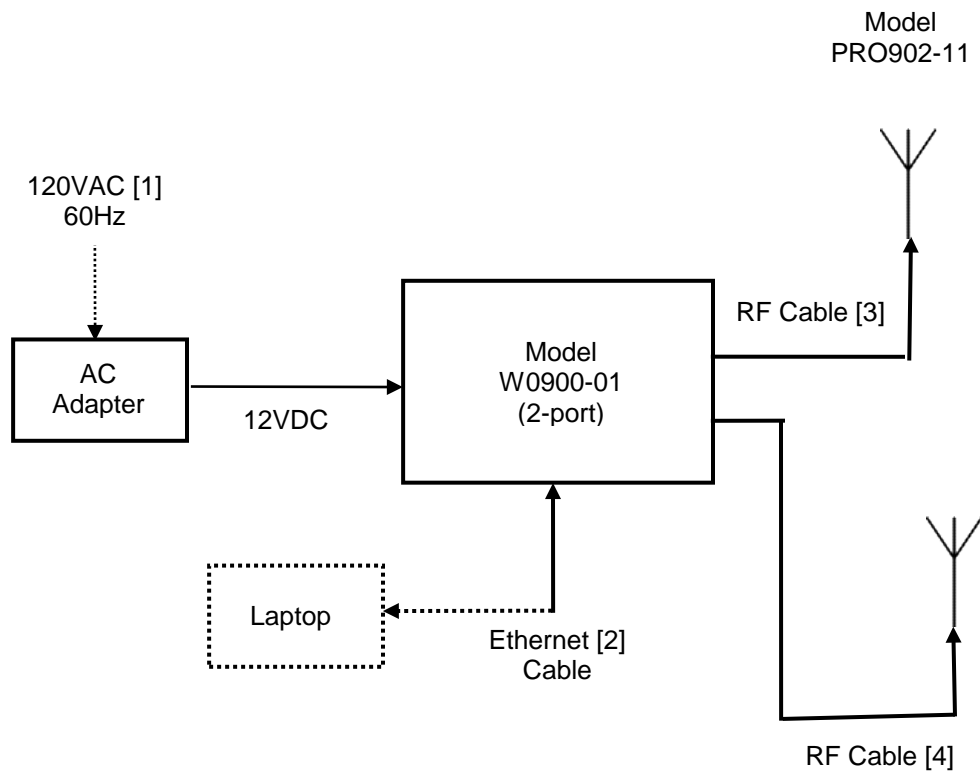 Model
PRO902-11
120VAC [1]
60Hz
RF Cable [3]
AC
Adapter
12VDC
Model
W0900-01
(2-port)
Laptop
Ethernet [2]
Cable
RF Cable [4]